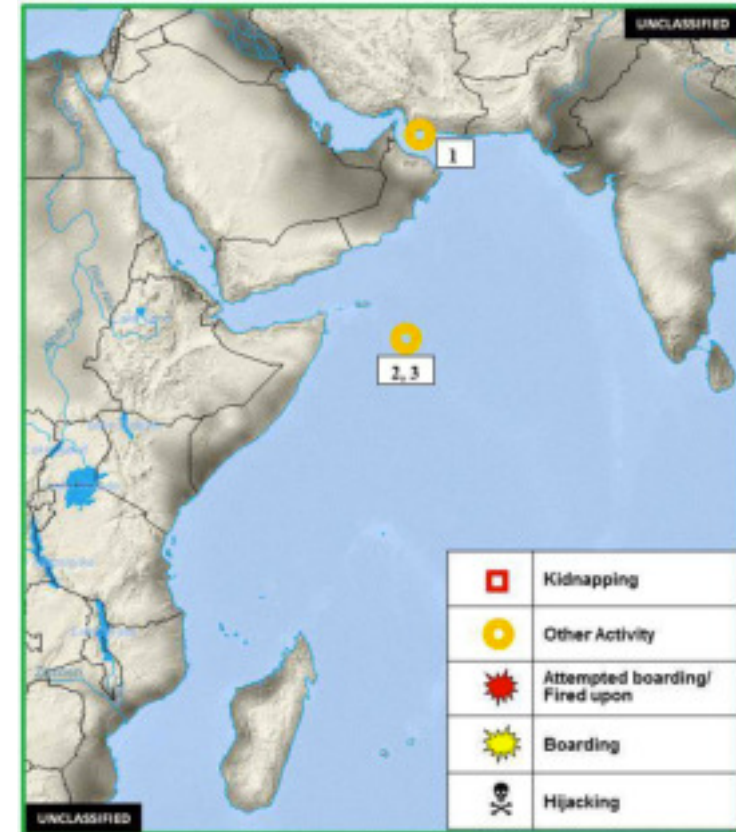 UNCLASSIFIED
1
2, 3
Kidnapping
Other Activity
Attempted boarding/
Fired upon
Boarding
Hijacking
UNCLASSIFIED